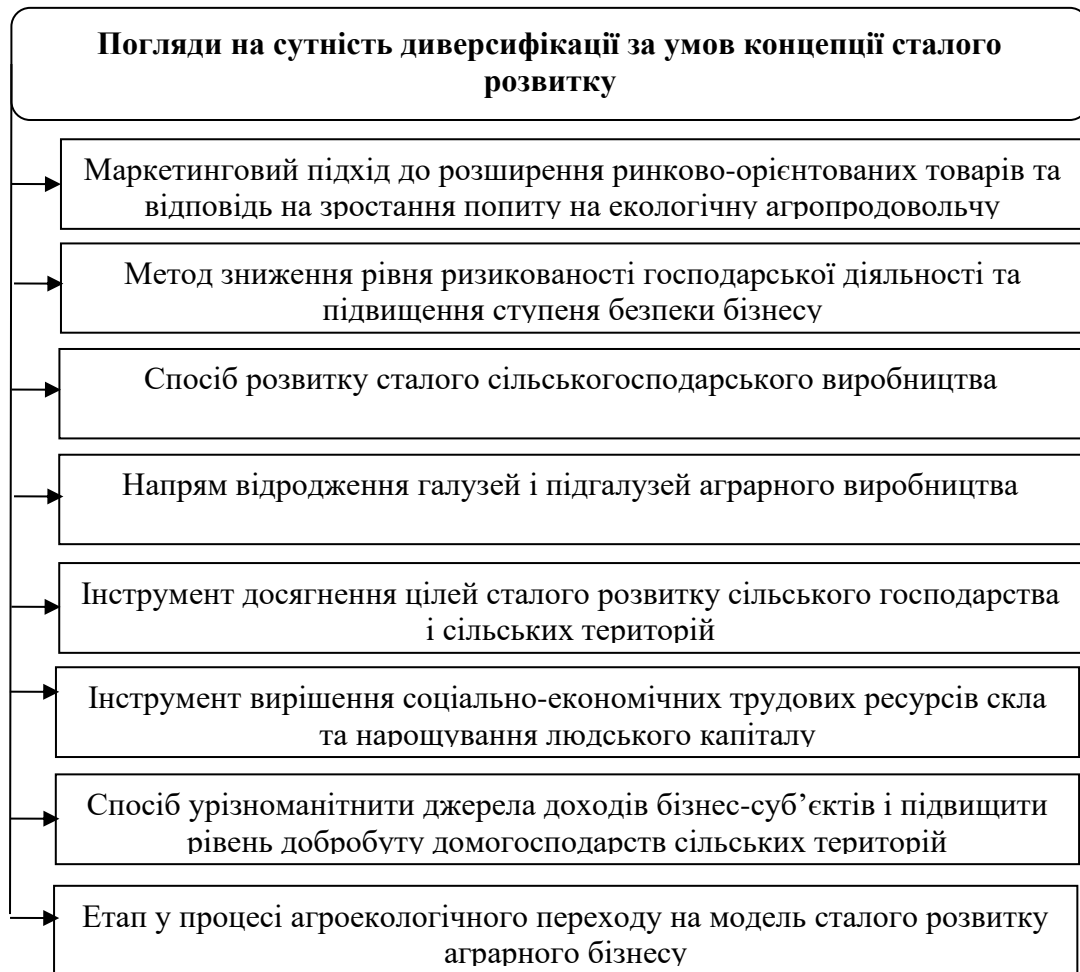 Погляди на сутність диверсифікації за умов концепції сталого
розвитку
Маркетинговий підхід до розширення ринково-орієнтованих товарів та
відповідь на зростання попиту на екологічну агропродовольчу
Метод зниження рівня ризикованості господарської діяльності та
підвищення ступеня безпеки бізнесу
Спосіб розвитку сталого сільськогосподарського виробництва
Напрям відродження галузей і підгалузей аграрного виробництва
Інструмент досягнення цілей сталого розвитку сільського господарства
і сільських територій
Інструмент вирішення соціально-економічних трудових ресурсів скла
та нарощування людського капіталу
Спосіб урізноманітнити джерела доходів бізнес-суб’єктів і підвищити
рівень добробуту домогосподарств сільських територій
Етап у процесі агроекологічного переходу на модель сталого розвитку
аграрного бізнесу